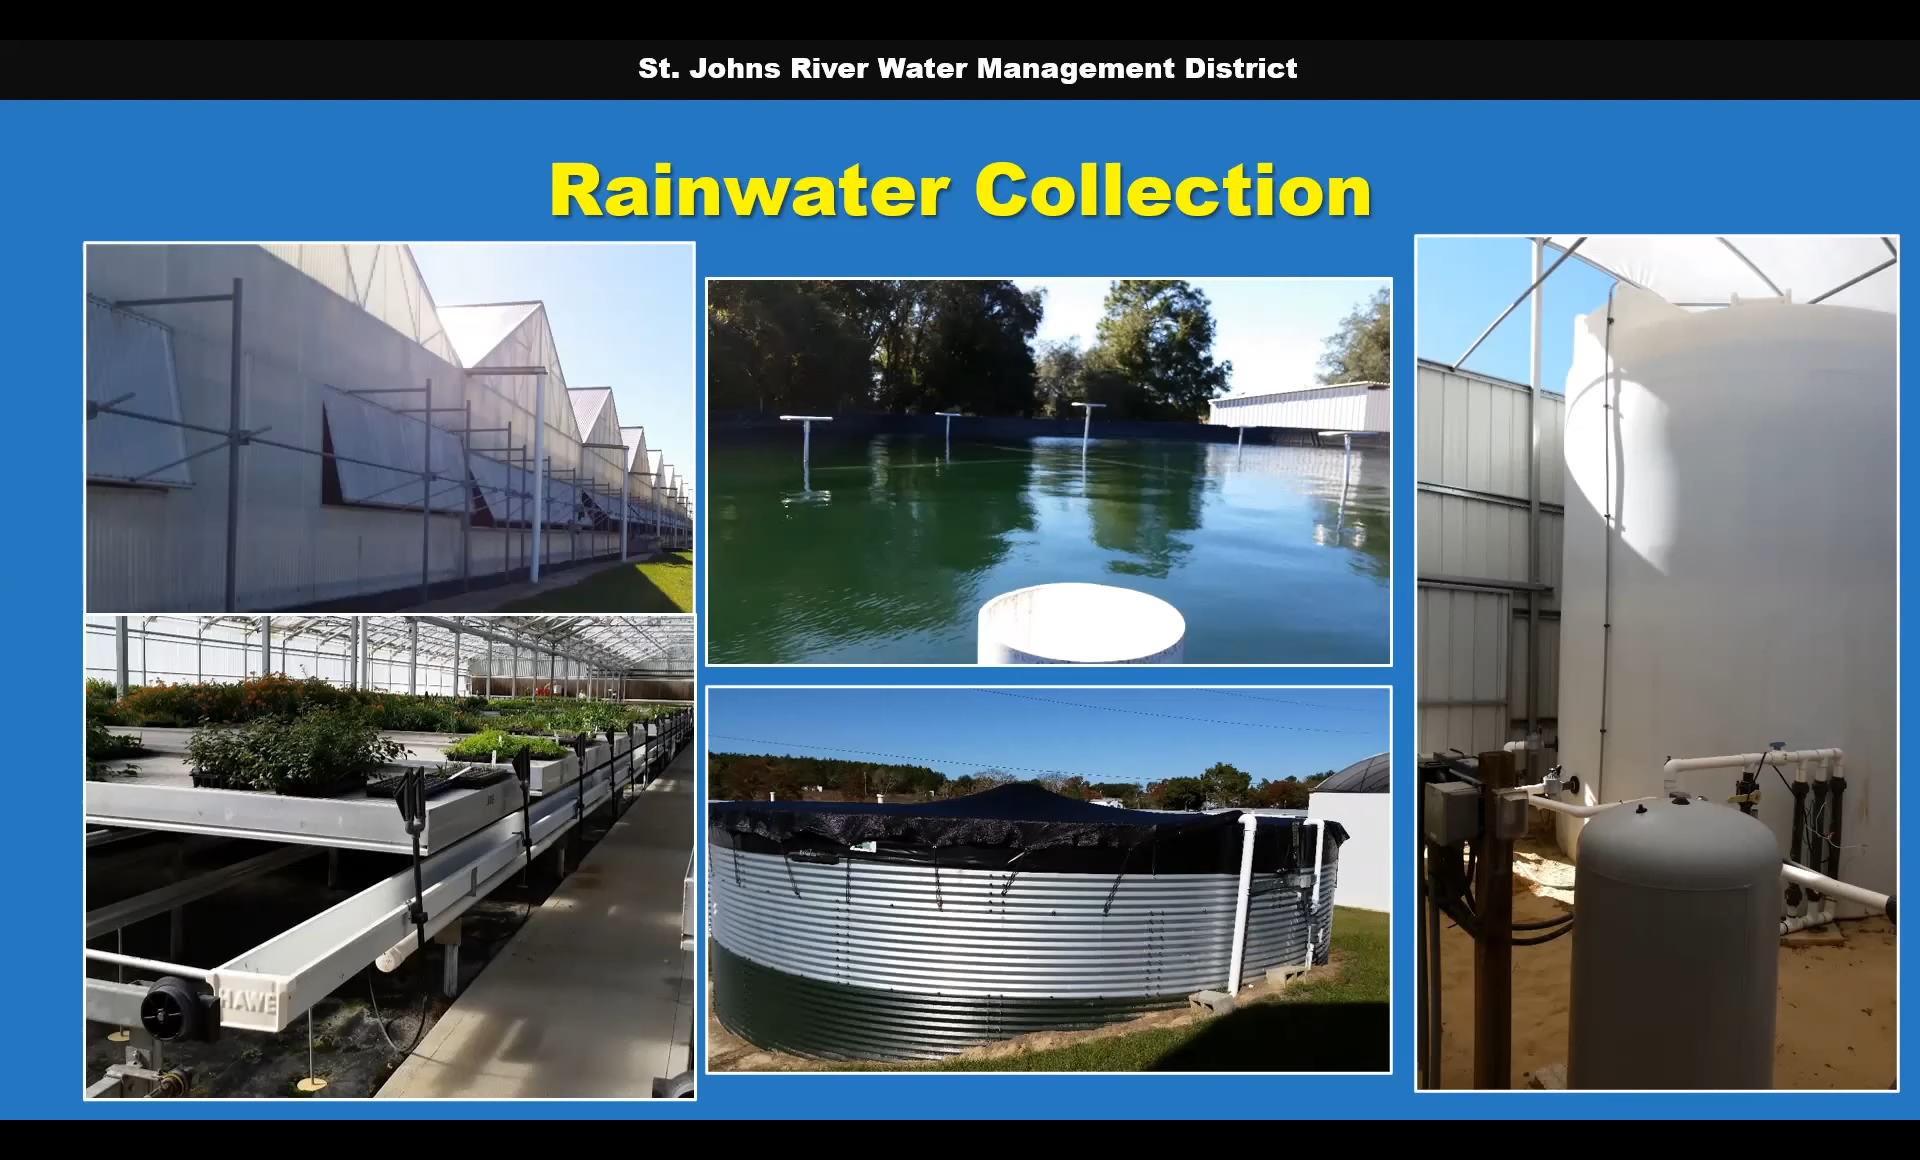 St. Johns River Water Management District
Rainwater Collection
HAWE